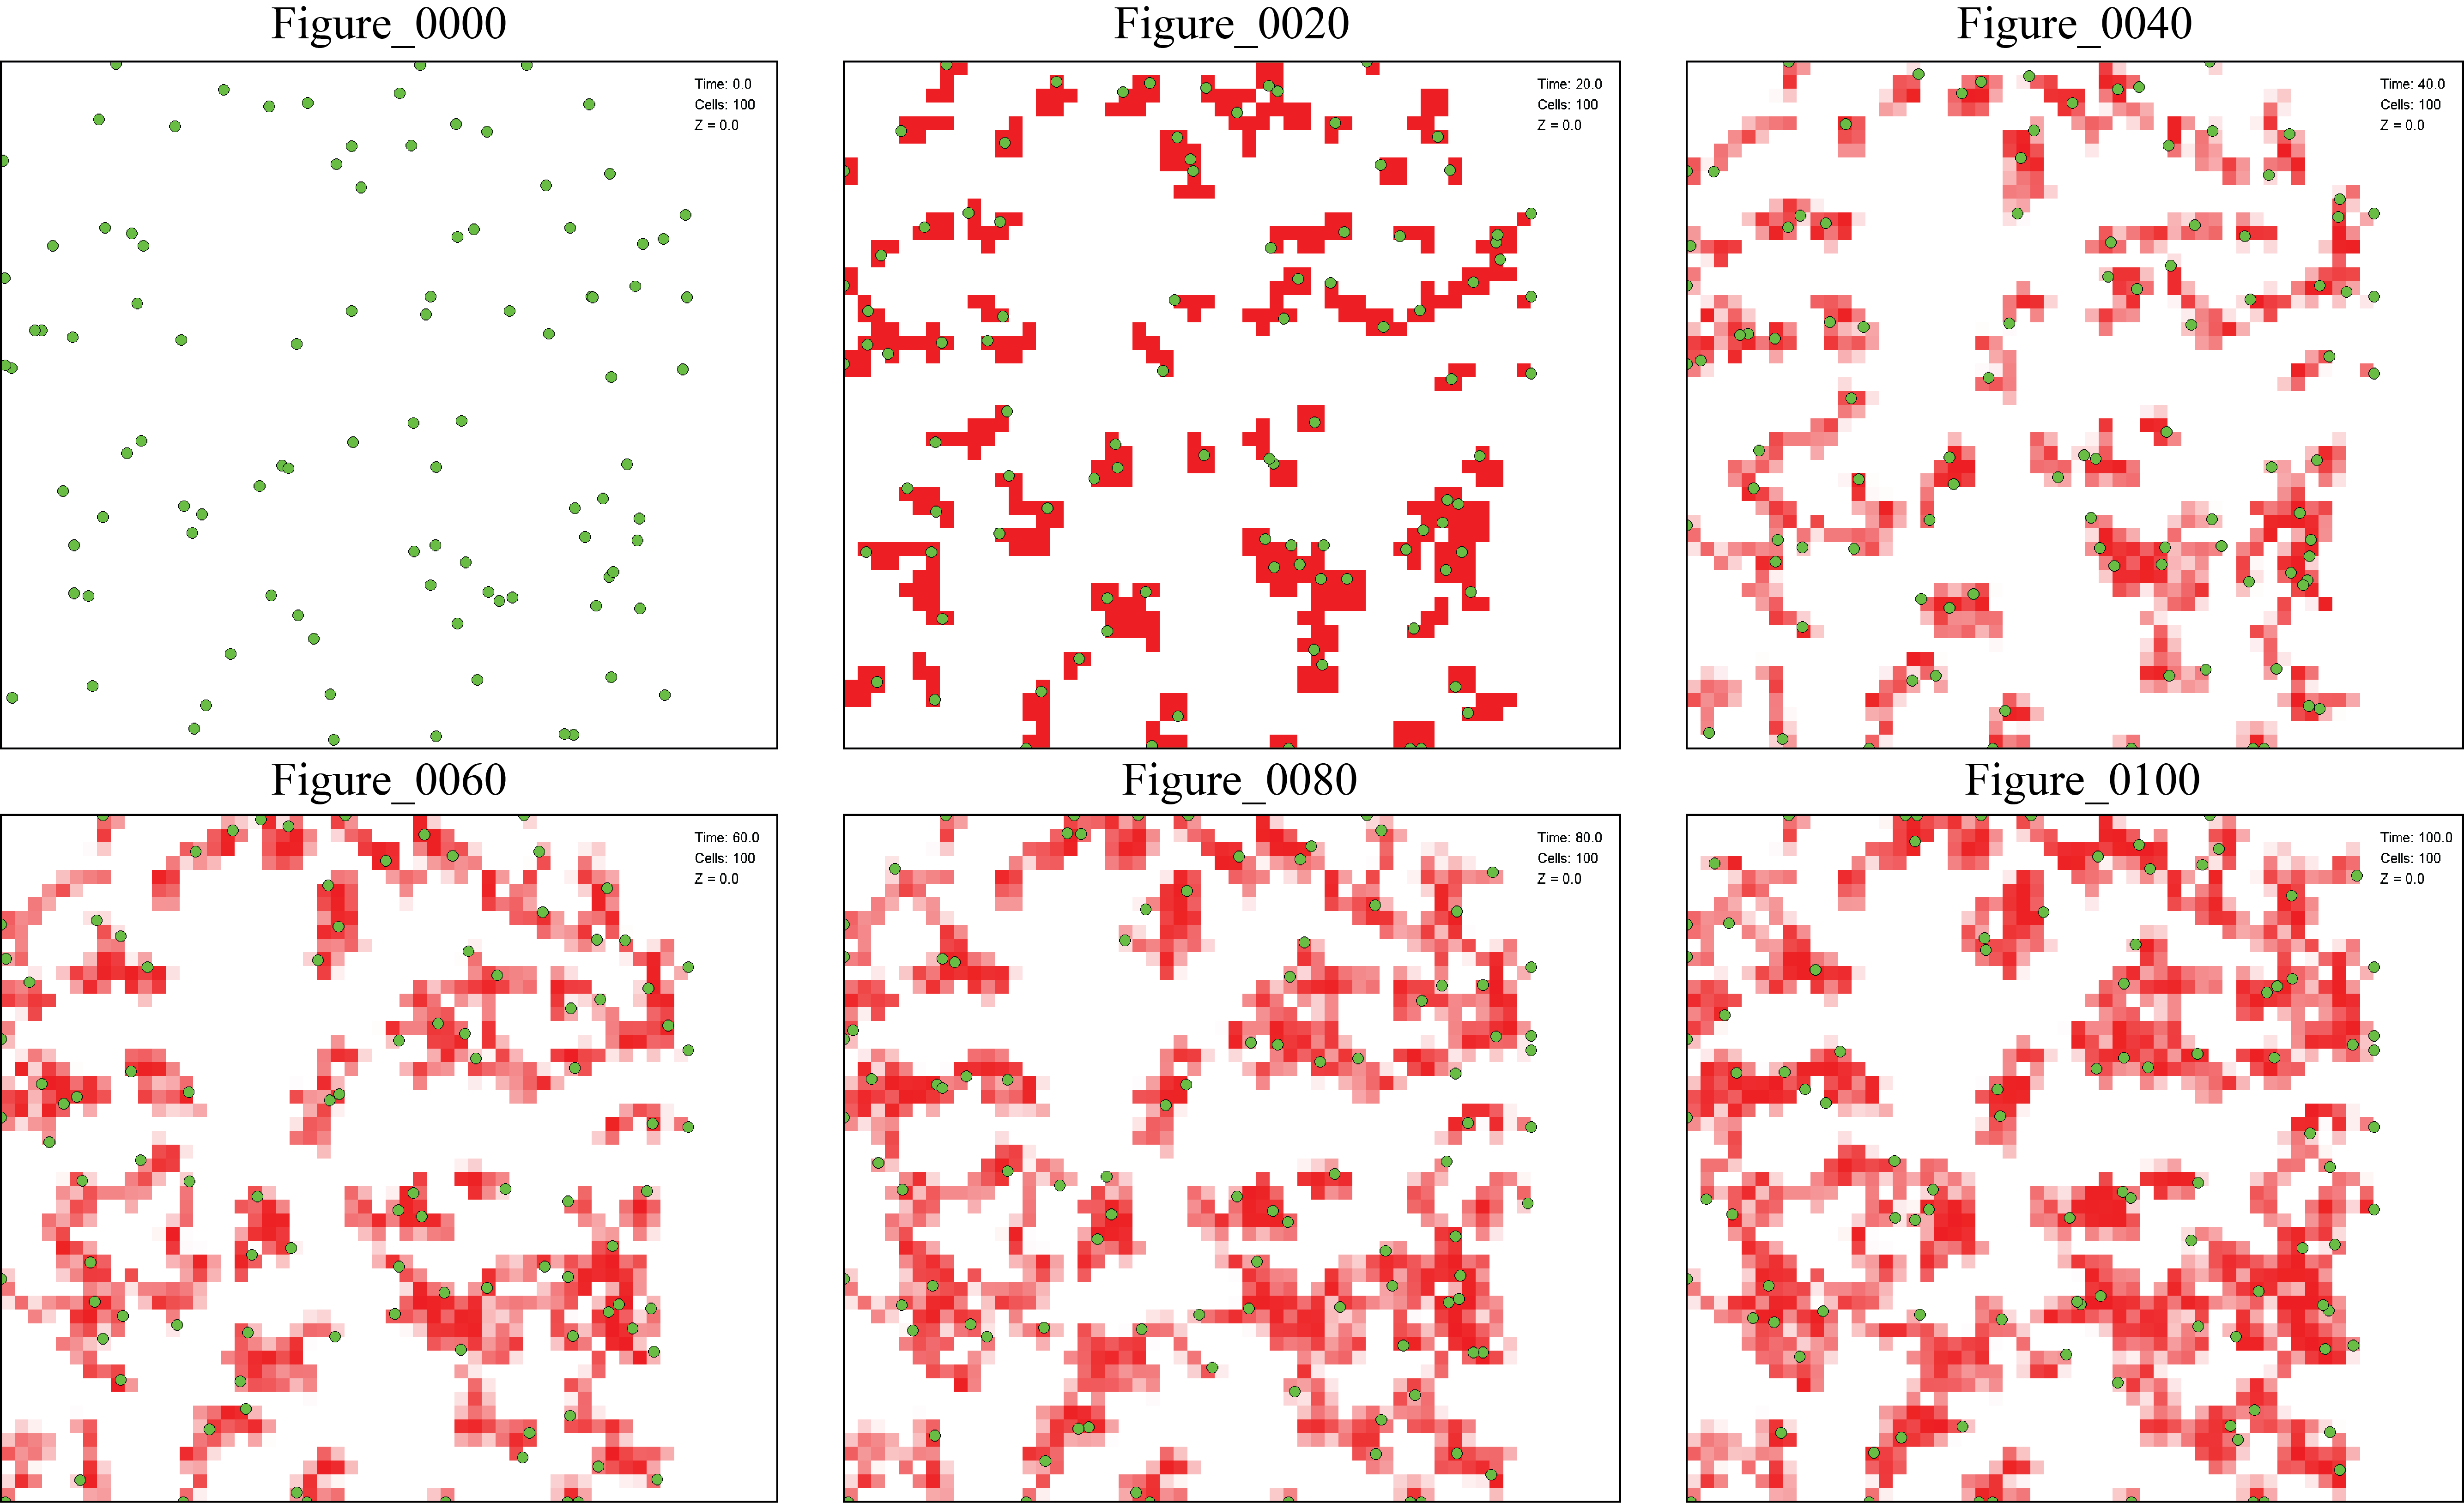 Figure_0000
Time: 0.0
Cells: 100
Z = 0.0
Figure_0020
Time: 20.0
Cells: 100
Z = 0.0
Figure_0040
Time: 40.0
Cells: 100
Z = 0.0
Figure_0060
Time: 60.0
Cells: 100
Z = 0.0
Figure_0080
Time: 80.0
Cells: 100
Z = 0.0
Figure_0100
Time: 100.0
Cells: 100
Z = 0.0